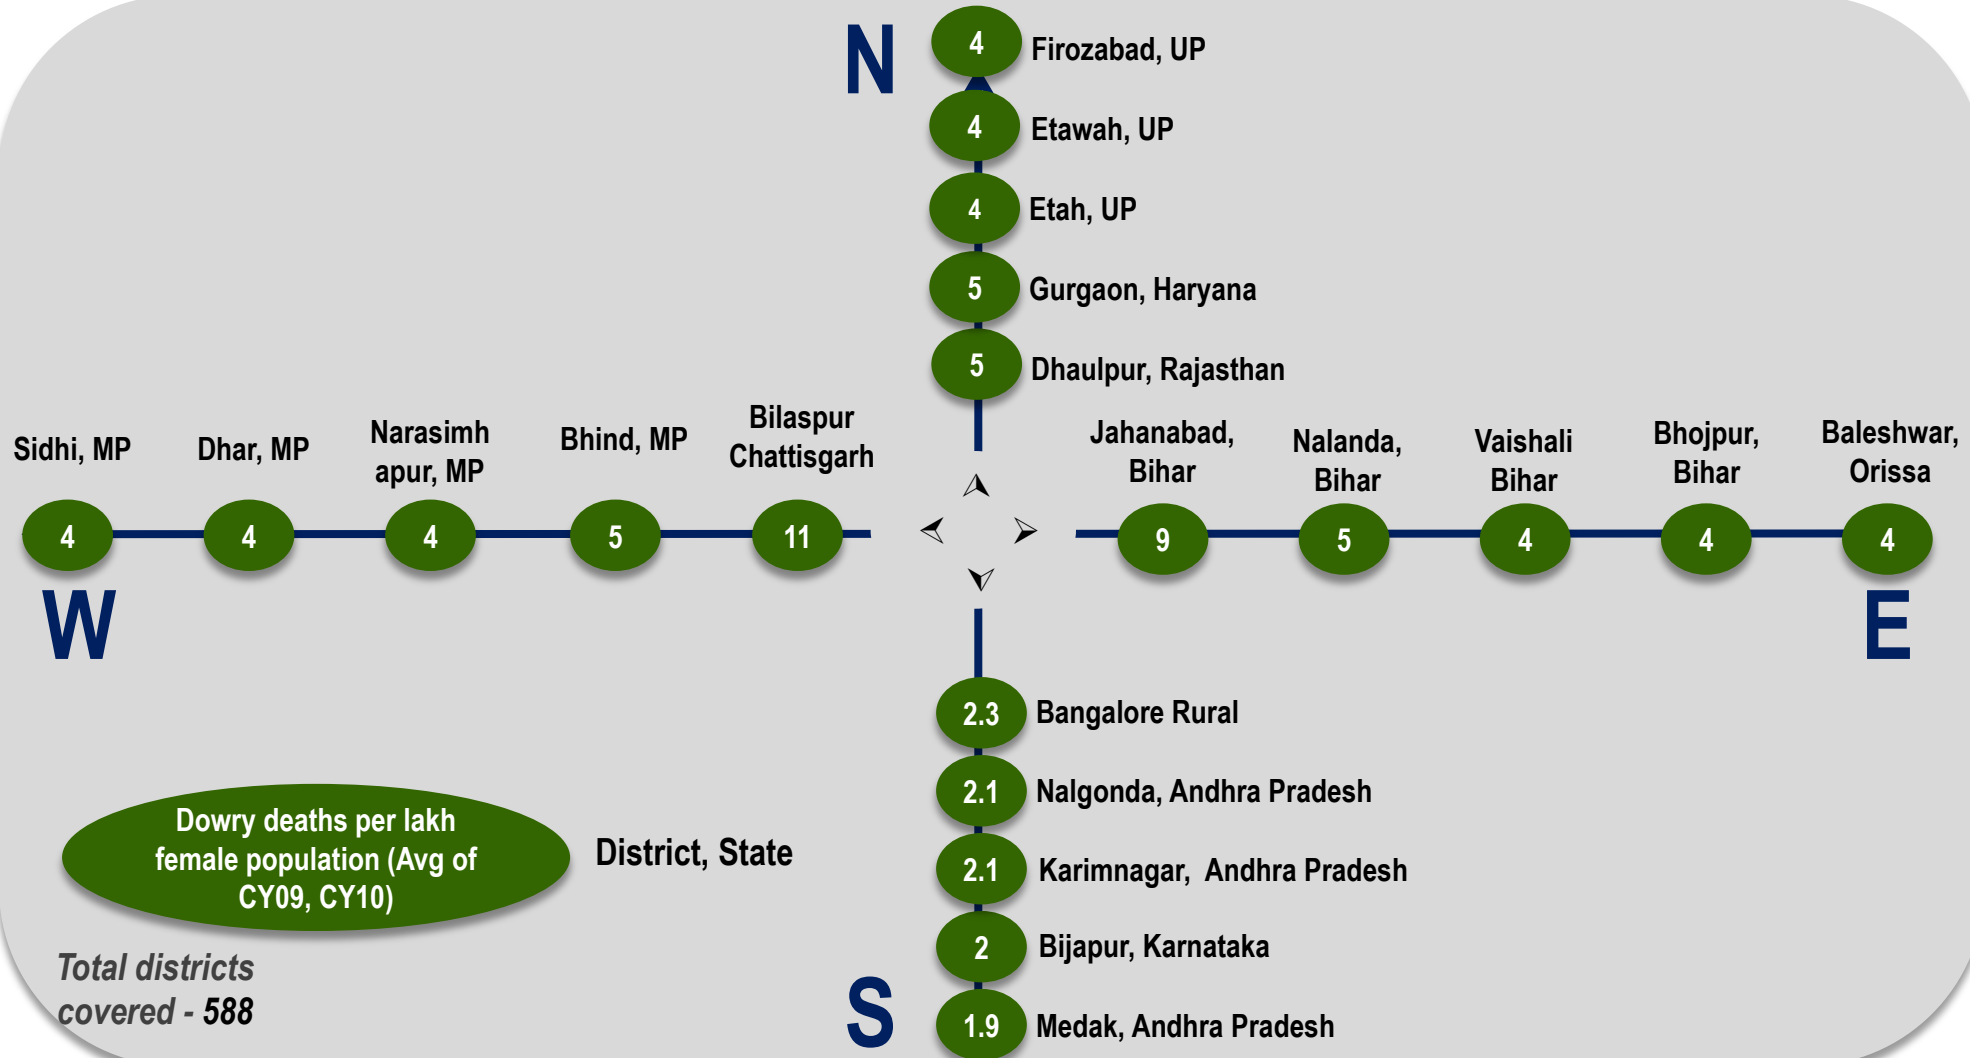 N
4
Firozabad, UP
4
Etawah, UP
4
Etah, UP
5
Gurgaon, Haryana
5
Dhaulpur, Rajasthan
Sidhi, MP
Dhar, MP
Narasimh
apur, MP
Bhind, MP
Bilaspur
Chattisgarh
Jahanabad,
Bihar
Nalanda,
Bihar
Vaishali
Bihar
Bhojpur,
Bihar
Baleshwar,
Orissa
4
4
4
5
11
9
5
4
4
4
W
E
2.3
Bangalore Rural
2.1
Nalgonda, Andhra Pradesh
2.1
Karimnagar, Andhra Pradesh
2
Bijapur, Karnataka
S
1.9
Medak, Andhra Pradesh
Dowry deaths per lakh
female population (Avg of
CY09, CY10)
District, State
Total districts
covered - 588